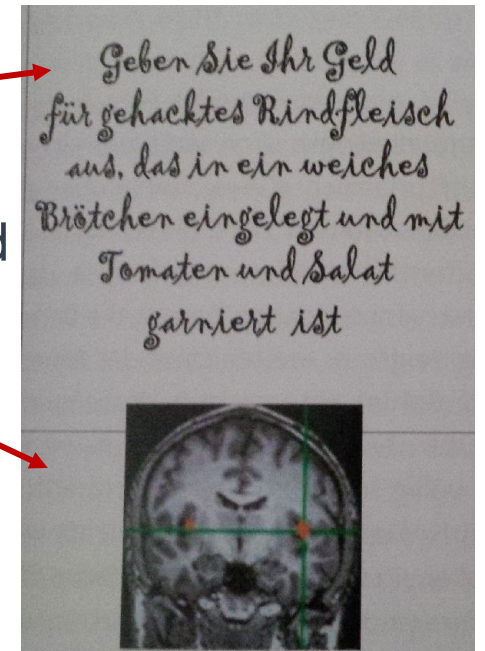 Geben Sie Ihr Geld
für gehacktes Rindfleisch
aus, das in ein weiches
Brötchen eingelegt und mit
Tomaten und Salat
garniert ist